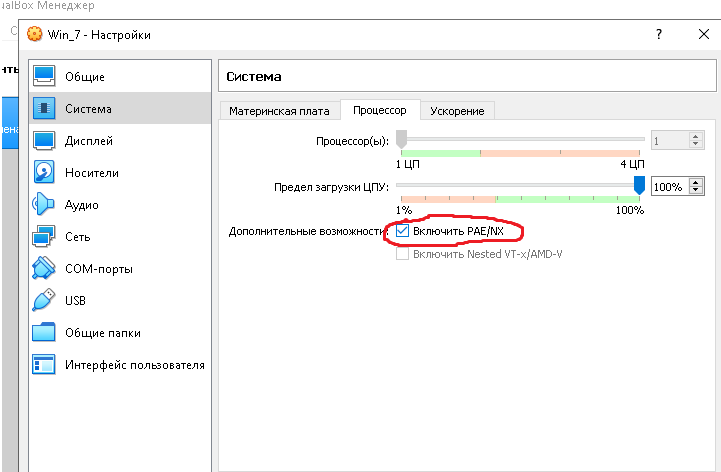 иalBox Менеджер
Win_7 - Настройки
?
Общие
Система
Дисплей
Носители
Аудио
Сеть
COM-порты
USB
Общие папки
Интерфейс пользователя
Система
Материнская плата
Процессор
Ускорение
Процессор(ы):
1
1 ЦП
4 ЦП
Предел загрузки ЦПУ:
100%
1%
100%
Дополнительные возможности:
Включить PAE/NX
Включить Nested VT-x/AMD-V